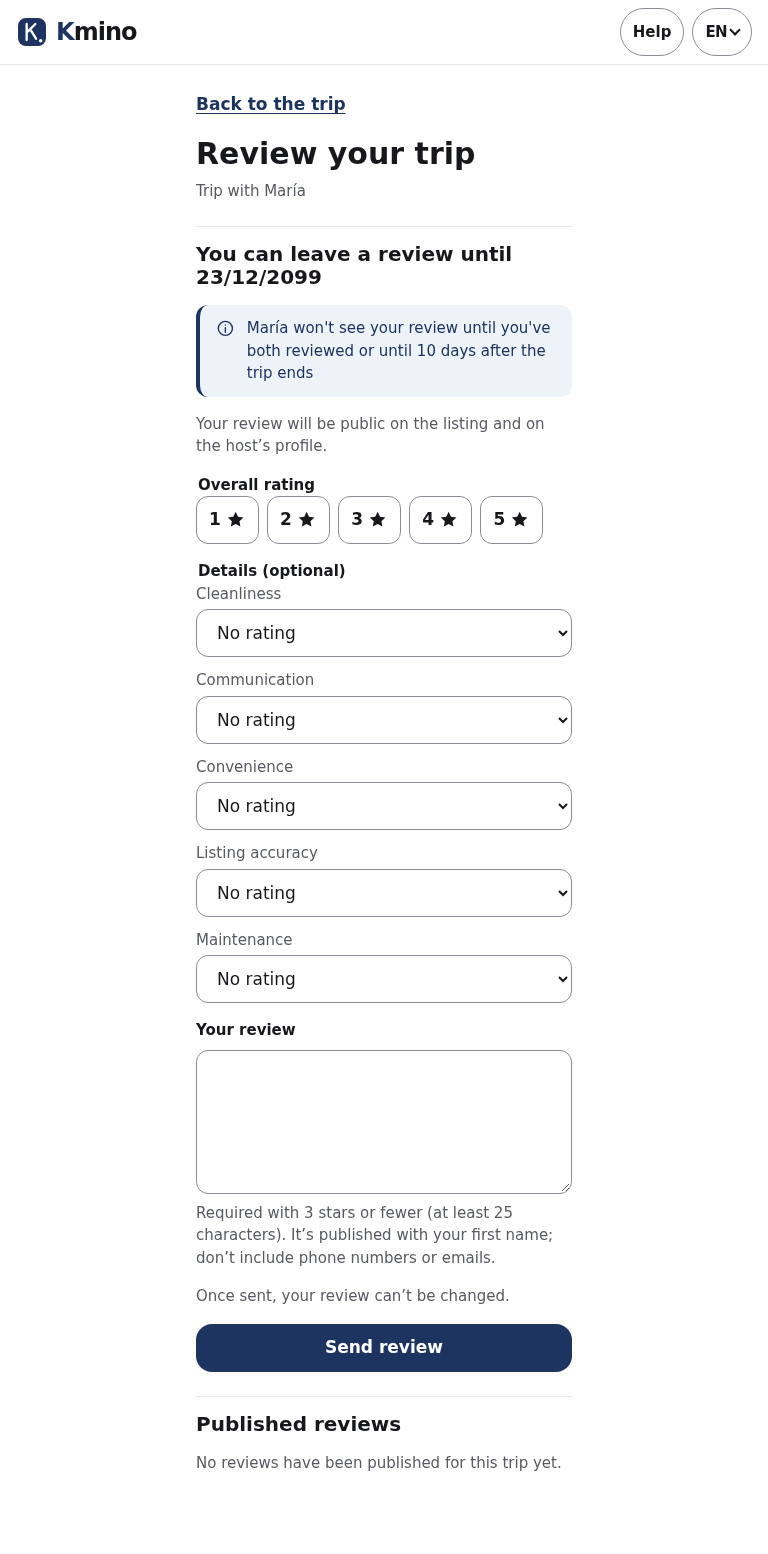 K. Kmino
Help
EN
Back to the trip
Review your trip
Trip with María
You can leave a review until
23/12/2099
María won't see your review until you've
both reviewed or until 10 days after the
trip ends
Your review will be public on the listing and on
the host’s profile.
Overall rating
1 ★ 2 ★ 3 ★ 4 ★ 5 ★
Details (optional)
Cleanliness
No rating
Communication
No rating
Convenience
No rating
Listing accuracy
No rating
Maintenance
No rating
Your review
Required with 3 stars or fewer (at least 25
characters). It’s published with your first name;
don’t include phone numbers or emails.
Once sent, your review can’t be changed.
Send review
Published reviews
No reviews have been published for this trip yet.